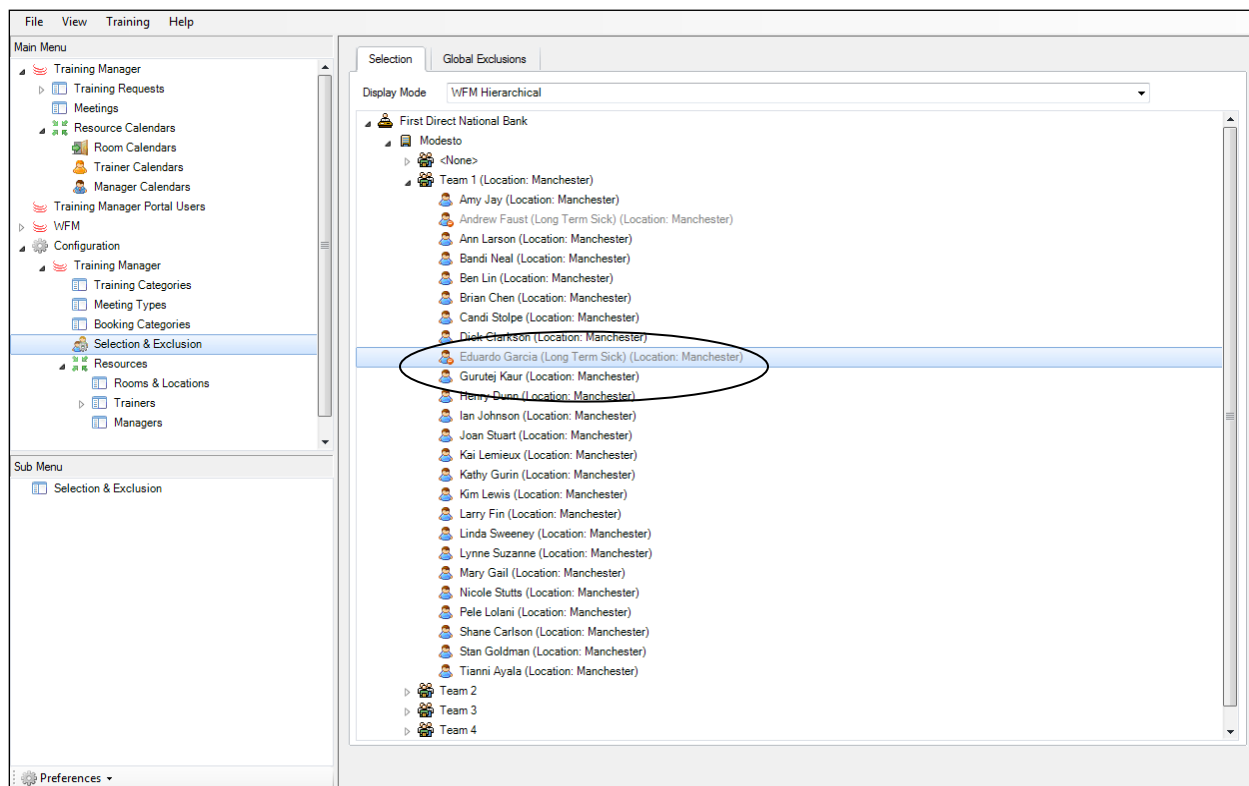 File View Training Help
Main Menu
Training Manager
Training Requests
Meetings
Resource Calendars
Room Calendars
Trainer Calendars
Manager Calendars
Training Manager Portal Users
WFM
Configuration
Training Manager
Training Categories
Meeting Types
Booking Categories
Selection & Exclusion
Resources
Rooms & Locations
Trainers
Managers
Sub Menu
Selection & Exclusion
Preferences
Selection Global Exclusions
Display Mode WFM Hierarchical
First Direct National Bank
Modesto
<None>
Team 1 (Location: Manchester)
Amy Jay (Location: Manchester)
Andrew Faust (Long Term Sick) (Location: Manchester)
Ann Larson (Location: Manchester)
Bandi Neal (Location: Manchester)
Ben Lin (Location: Manchester)
Brian Chen (Location: Manchester)
Candi Stolpe (Location: Manchester)
Dick Clarkson (Location: Manchester)
Eduardo Garcia (Long Term Sick) (Location: Manchester)
Gurutej Kaur (Location: Manchester)
Henry Dunn (Location: Manchester)
Ian Johnson (Location: Manchester)
Joan Stuart (Location: Manchester)
Kai Lemieux (Location: Manchester)
Kathy Gurin (Location: Manchester)
Kim Lewis (Location: Manchester)
Larry Fin (Location: Manchester)
Linda Sweeney (Location: Manchester)
Lynne Suzanne (Location: Manchester)
Mary Gail (Location: Manchester)
Nicole Stutts (Location: Manchester)
Pele Lolani (Location: Manchester)
Shane Carlson (Location: Manchester)
Stan Goldman (Location: Manchester)
Tianni Ayala (Location: Manchester)
Team 2
Team 3
Team 4